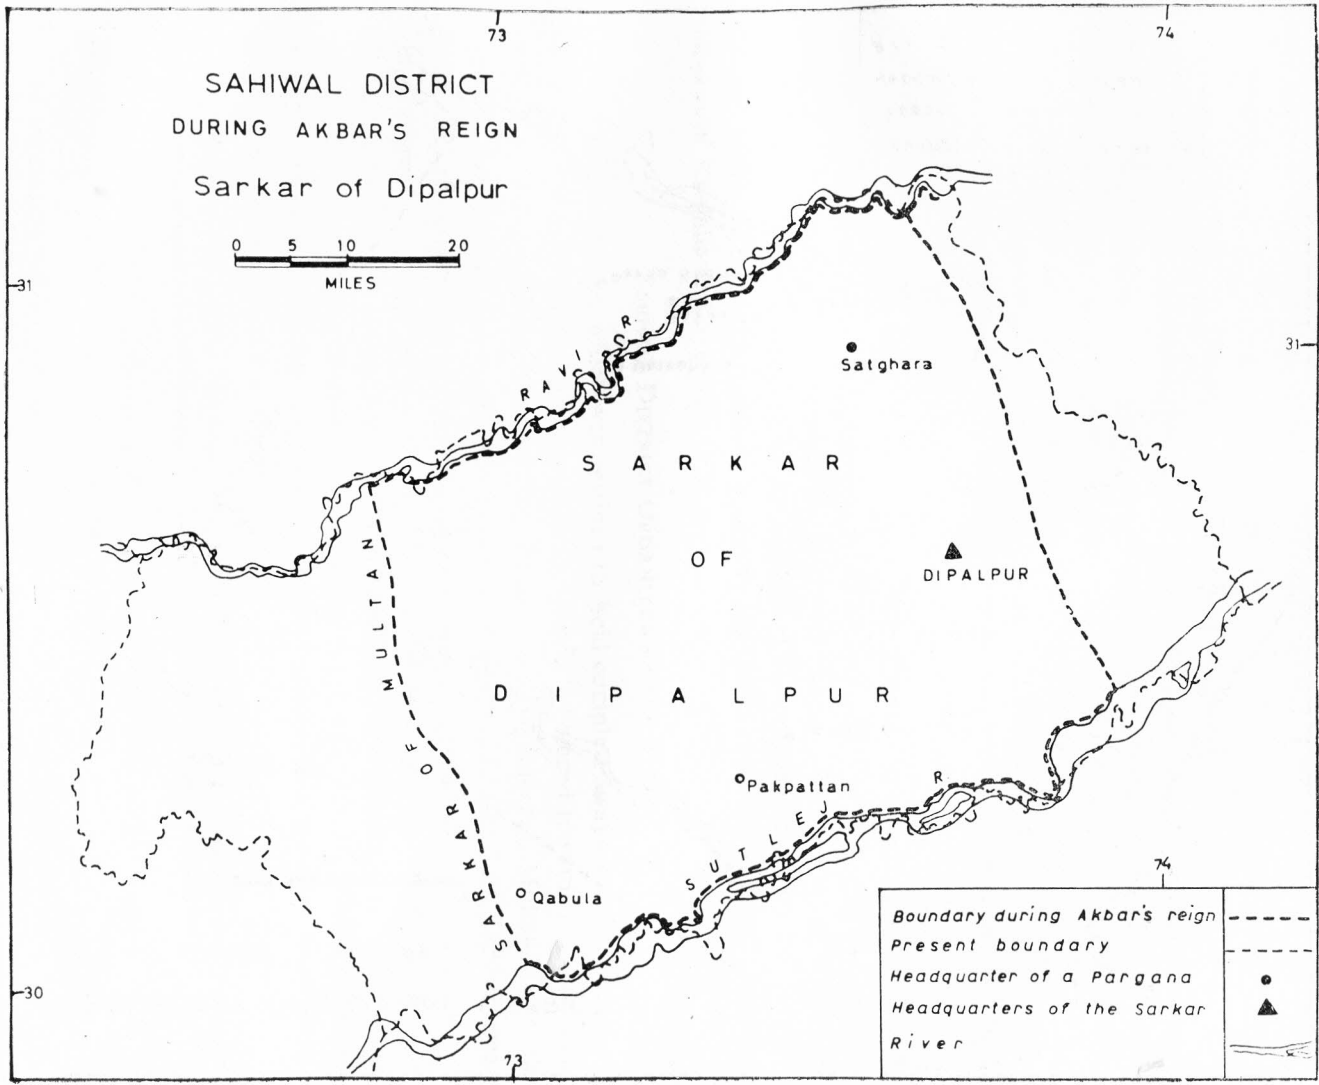 73
74
SAHIWAL DISTRICT
DURING AKBAR'S REIGN
Sarkar of Dipalpur
0 5 10 20
MILES
31
31
RAVI R
Satghara
SARKAR
OF
DIPALPUR
DIPALPUR
SARKAR OF MULTAN
Pakpattan
SUTLEJ R
Qabula
74
Boundary during Akbar's reign
Present boundary
Headquarter of a Pargana
Headquarters of the Sarkar
River
30
73